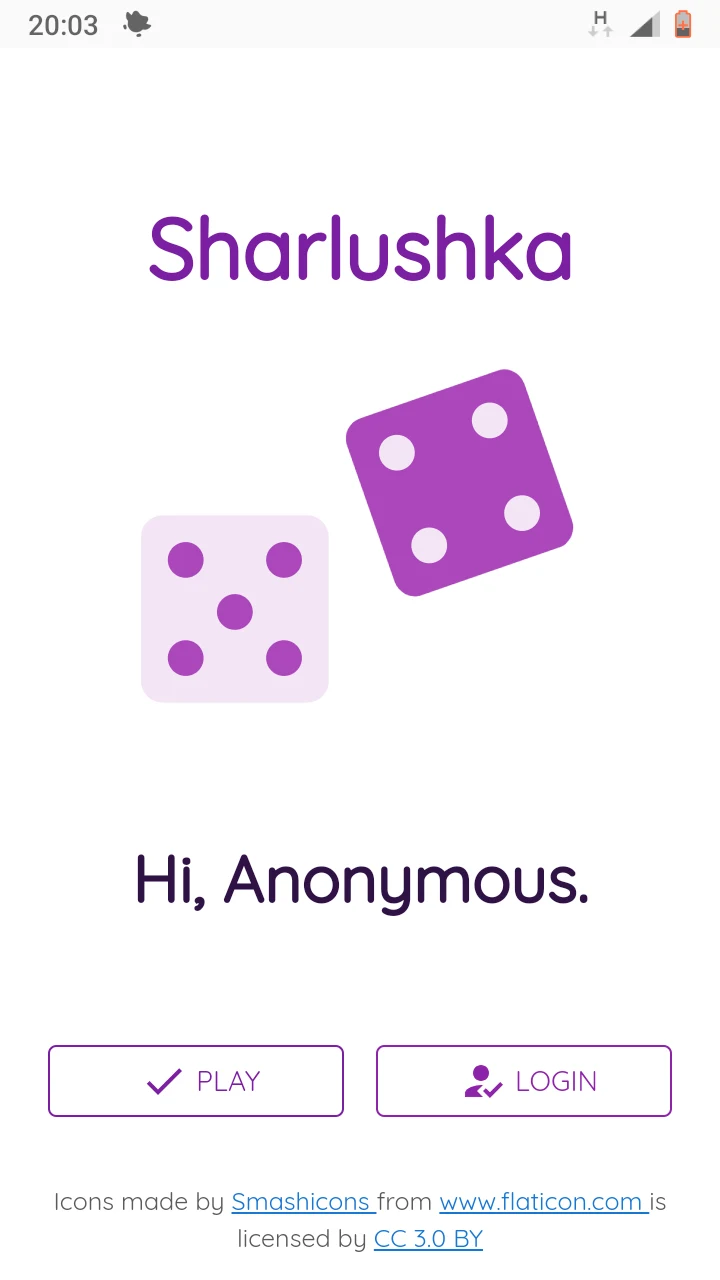 20:03
H
Sharlushka
Hi, Anonymous.
PLAY
LOGIN
Icons made by Smashicons from www.flaticon.com is
licensed by CC 3.0 BY